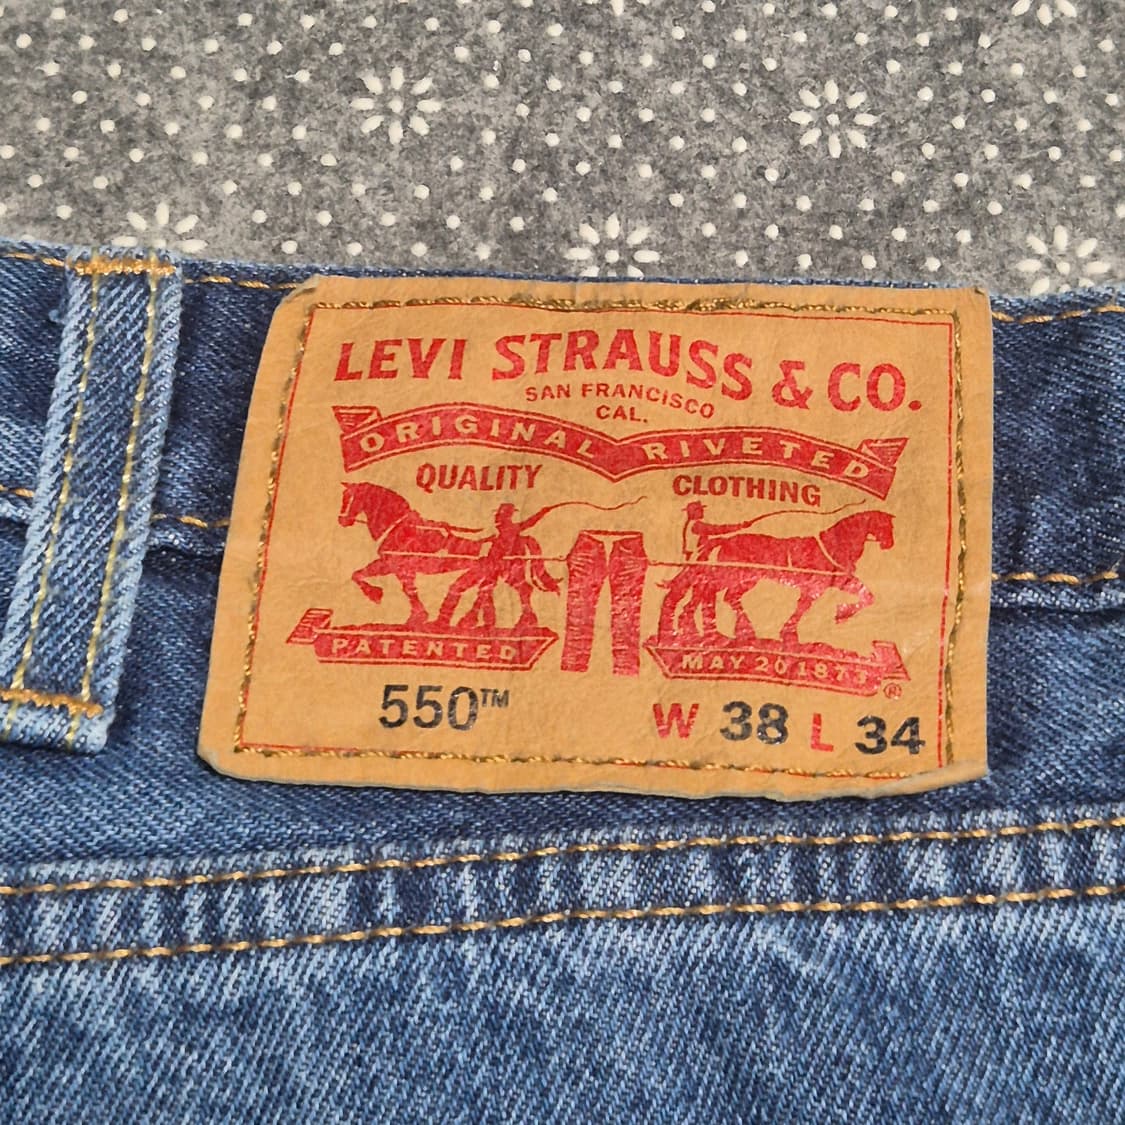 LEVI STRAUSS & CO.
SAN FRANCISCO
CAL.
ORIGINAL RIVETED
QUALITY CLOTHING
PATENTED MAY 20 1873 ®
550™ W 38 L 34